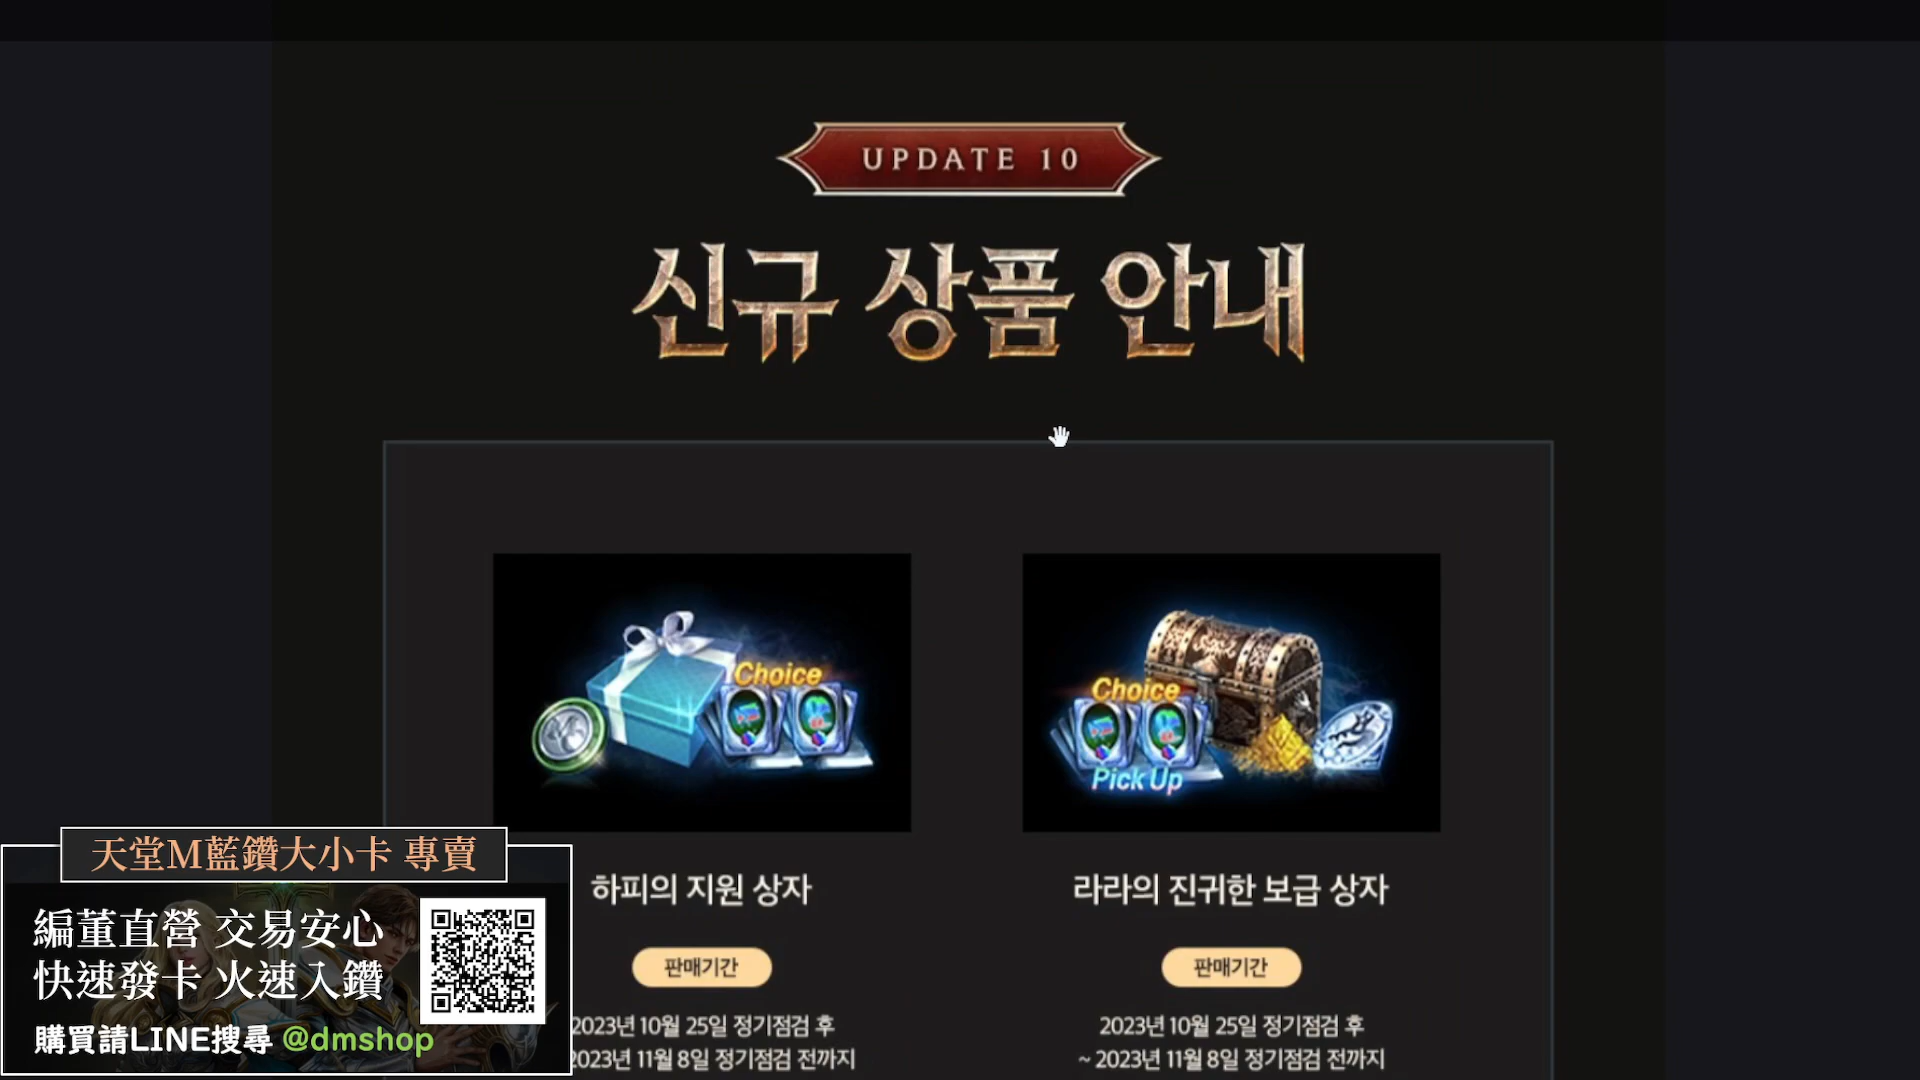 UPDATE 10
신규 상품 안내
Choice
Choice
Pick Up
하피의 지원 상자
라라의 진귀한 보급 상자
판매기간
판매기간
2023년 10월 25일 정기점검 후
2023년 11월 8일 정기점검 전까지
2023년 10월 25일 정기점검 후
~ 2023년 11월 8일 정기점검 전까지
天堂M藍鑽大小卡 專賣
編董直營 交易安心
快速發卡 火速入鑽
購買請LINE搜尋 @dmshop